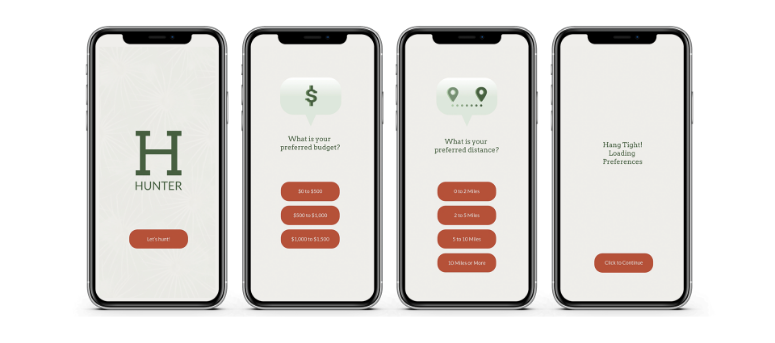 H
HUNTER
Let's hunt!
$
What is your
preferred budget?
$0 to $500
$500 to $1,000
$1,000 to $1,500
What is your
preferred distance?
0 to 2 Miles
2 to 5 Miles
5 to 10 Miles
10 Miles or More
Hang Tight!
Loading
Preferences
Click to Continue